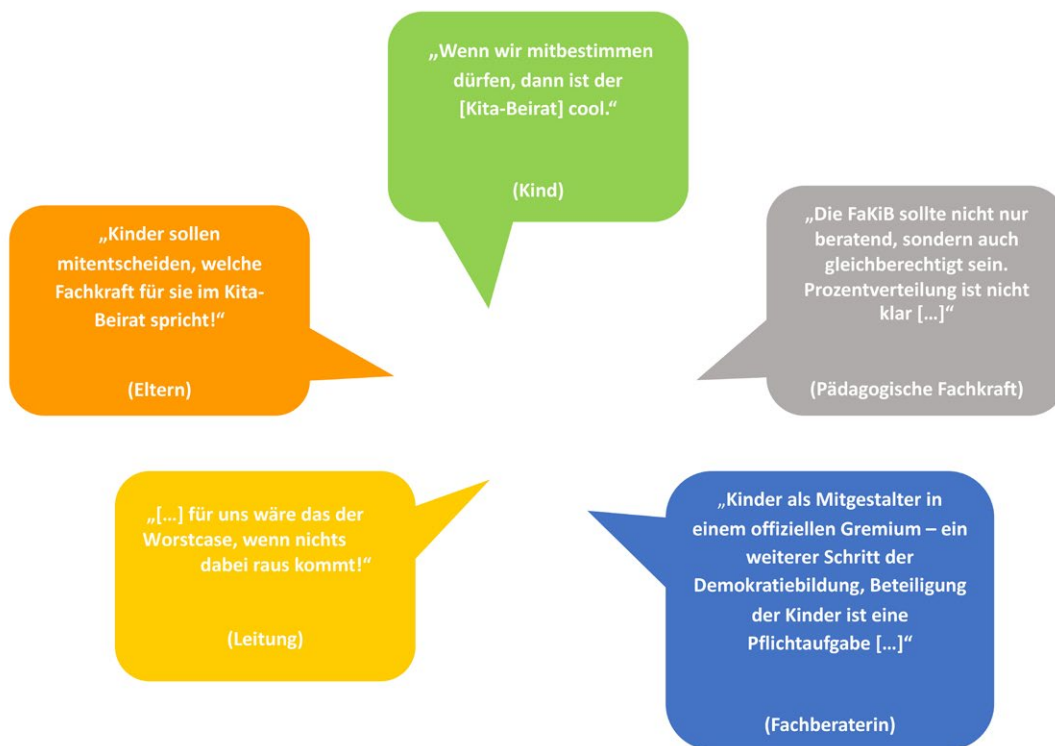 „Wenn wir mitbestimmen
dürfen, dann ist der
[Kita-Beirat] cool.“
(Kind)
„Kinder sollen
mitentscheiden, welche
Fachkraft für sie im Kita-
Beirat spricht!“
(Eltern)
„Die FaKiB sollte nicht nur
beratend, sondern auch
gleichberechtigt sein.
Prozentverteilung ist nicht
klar […]“
(Pädagogische Fachkraft)
„[…] für uns wäre das der
Worstcase, wenn nichts
dabei raus kommt!“
(Leitung)
„Kinder als Mitgestalter in
einem offiziellen Gremium – ein
weiterer Schritt der
Demokratiebildung, Beteiligung
der Kinder ist eine
Pflichtaufgabe […]“
(Fachberaterin)